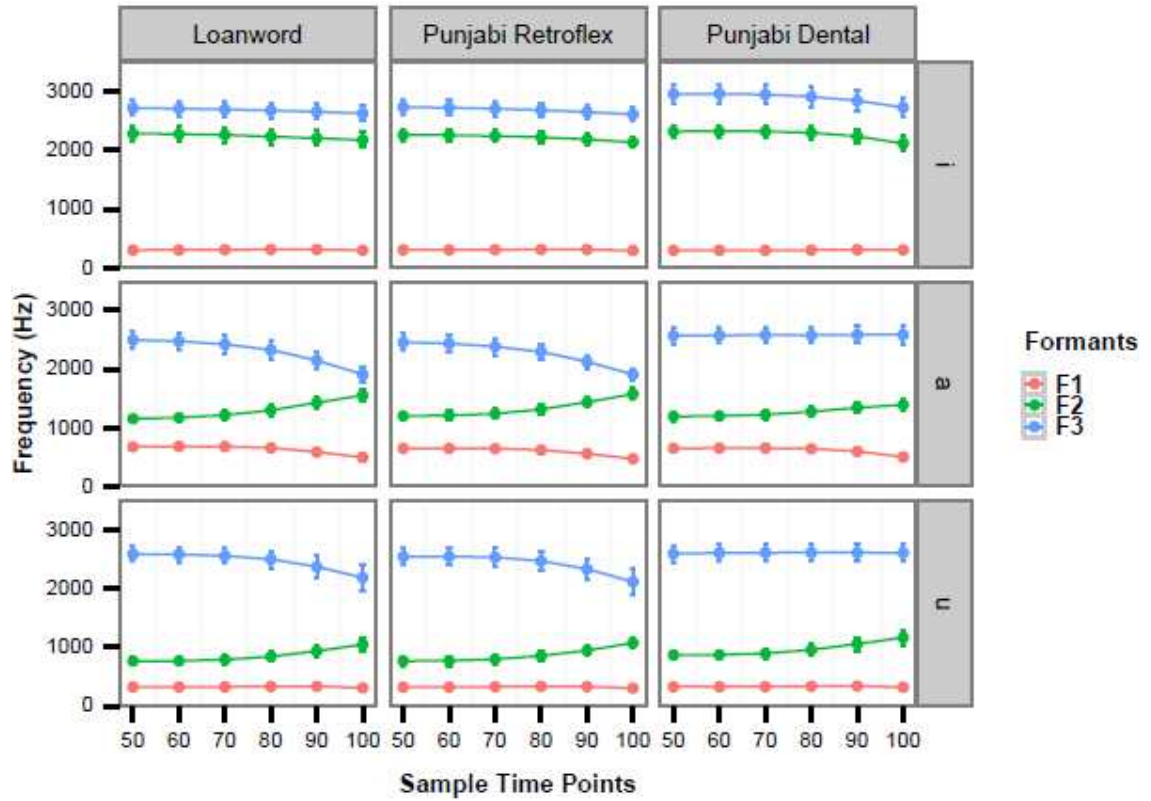 Loanword Punjabi Retroflex Punjabi Dental
3000
2000
1000
0
i
3000
2000
1000
0
a
3000
2000
1000
0
u
Frequency (Hz)
50 60 70 80 90 100 50 60 70 80 90 100 50 60 70 80 90 100
Sample Time Points
Formants
F1
F2
F3